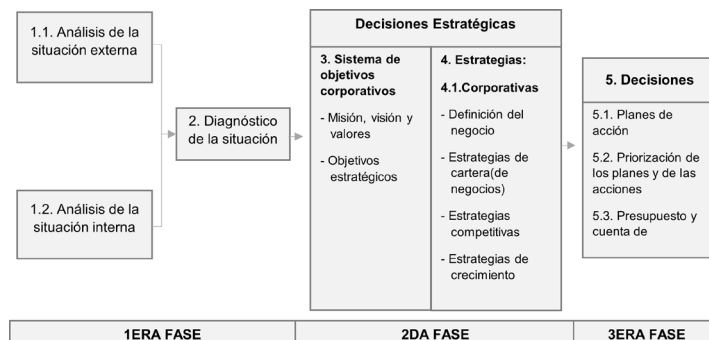 1.1. Análisis de la
situación externa
1.2. Análisis de la
situación interna
2. Diagnóstico
de la situación
Decisiones Estratégicas
3. Sistema de
objetivos
corporativos
- Misión, visión y
valores
- Objetivos
estratégicos
4. Estrategias:
4.1.Corporativas
- Definición del
negocio
- Estrategias de
cartera(de
negocios)
- Estrategias
competitivas
- Estrategias de
crecimiento
5. Decisiones
5.1. Planes de
acción
5.2. Priorización de
los planes y de las
acciones
5.3. Presupuesto y
cuenta de
1ERA FASE
2DA FASE
3ERA FASE